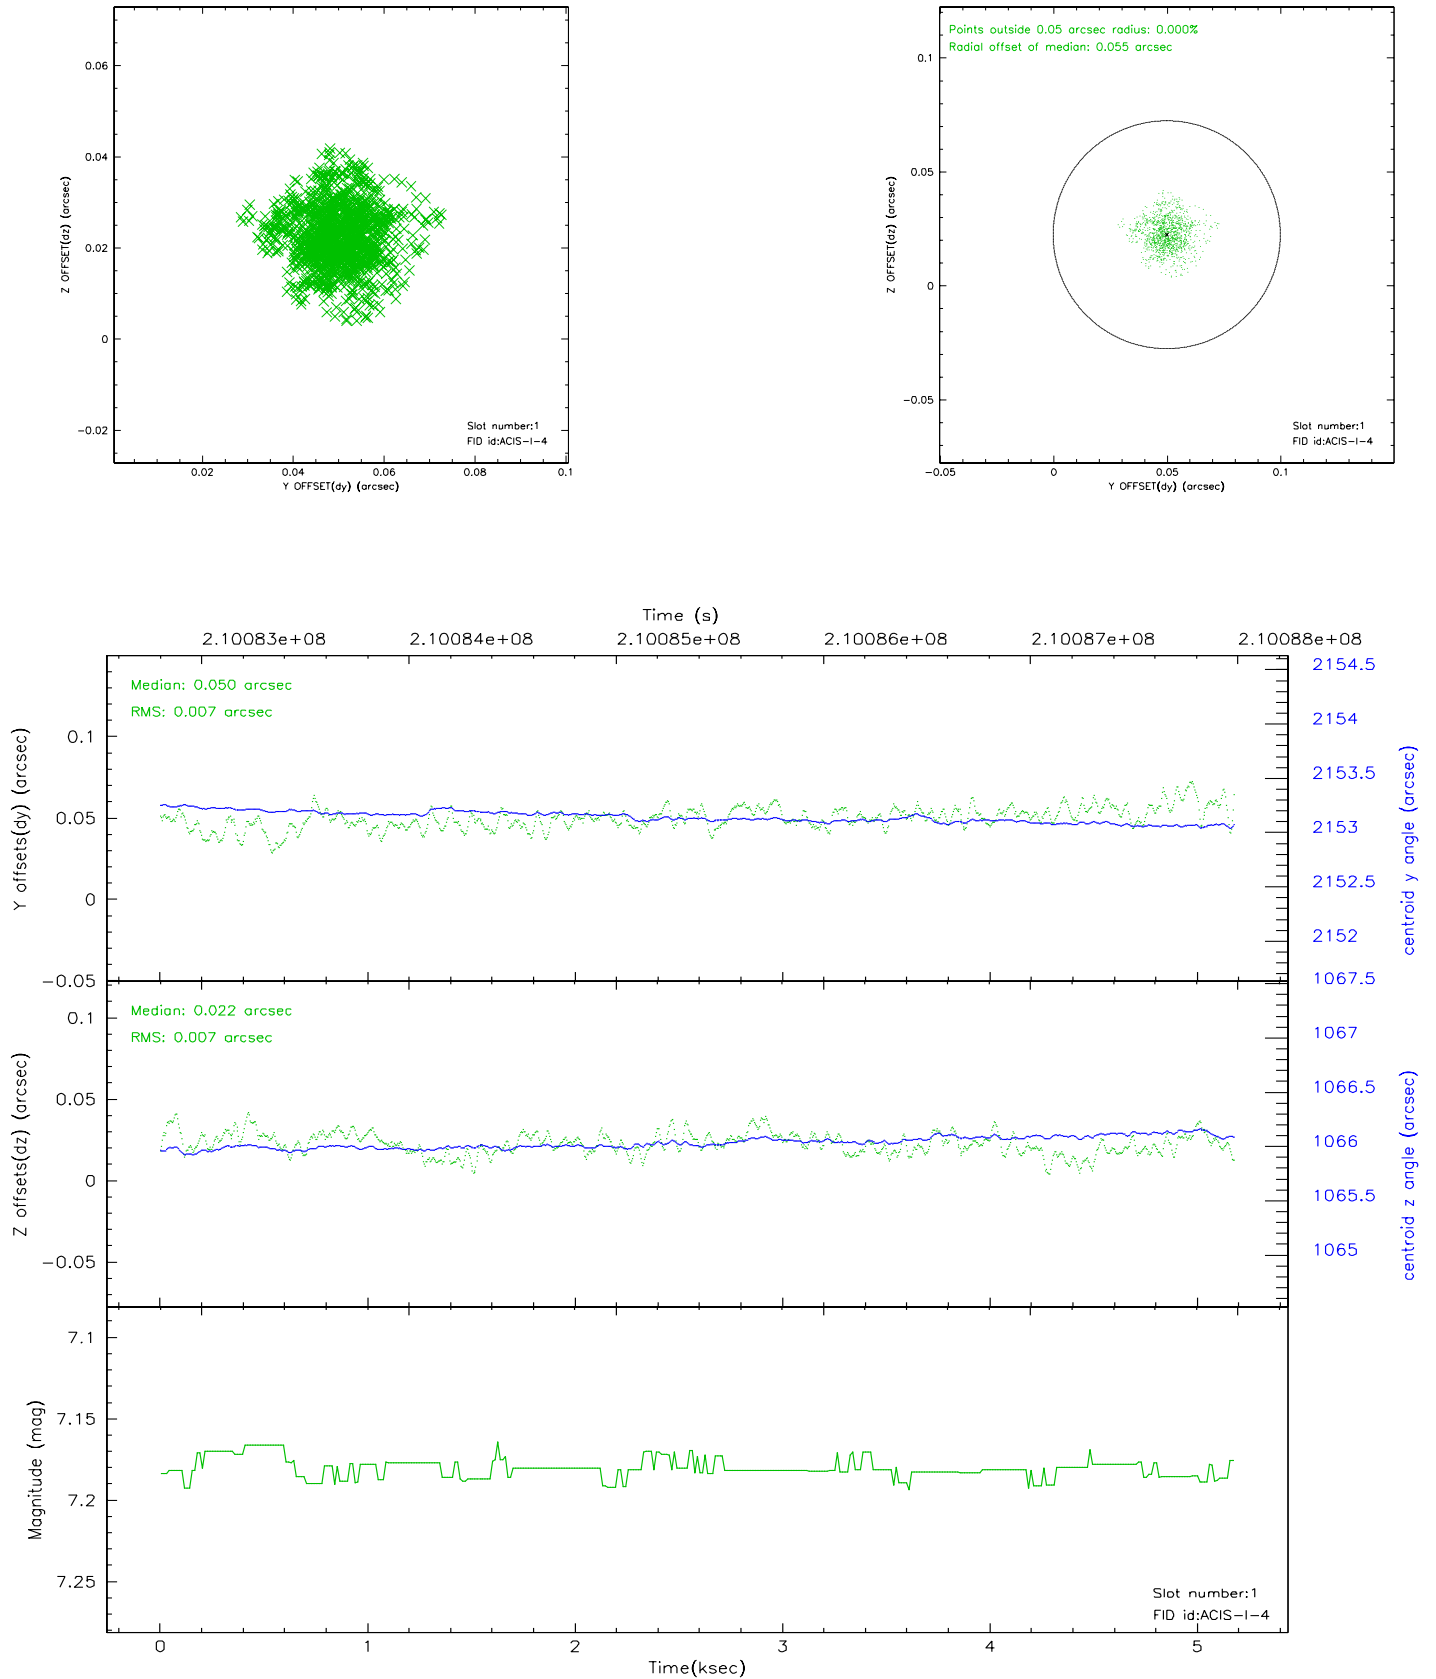 0.06
0.04
0.02
0
−0.02
Z OFFSET(dz) (arcsec)
Slot number:1
FID id:ACIS−I−4
0.02 0.04 0.06 0.08 0.1
Y OFFSET(dy) (arcsec)
Points outside 0.05 arcsec radius: 0.000%
Radial offset of median: 0.055 arcsec
0.1
0.05
0
−0.05
Z OFFSET(dz) (arcsec)
Slot number:1
FID id:ACIS−I−4
−0.05 0 0.05 0.1
Y OFFSET(dy) (arcsec)
Time (s)
2.10083e+08 2.10084e+08 2.10085e+08 2.10086e+08 2.10087e+08 2.10088e+08
Median: 0.050 arcsec
RMS: 0.007 arcsec
0.1
0.05
0
−0.05
Y offsets(dy) (arcsec)
2154.5
2154
2153.5
2153
2152.5
2152
centroid y angle (arcsec)
Median: 0.022 arcsec
RMS: 0.007 arcsec
0.1
0.05
0
−0.05
Z offsets(dz) (arcsec)
1067.5
1067
1066.5
1066
1065.5
1065
centroid z angle (arcsec)
7.1
7.15
7.2
7.25
Magnitude (mag)
Slot number:1
FID id:ACIS−I−4
0 1 2 3 4 5
Time(ksec)